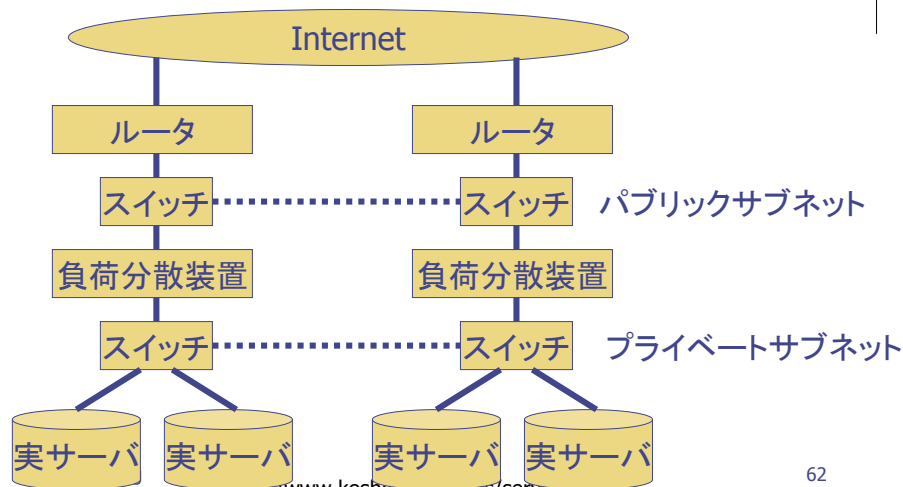 Internet
ルータ ルータ
スイッチ スイッチ パブリックサブネット
負荷分散装置 負荷分散装置
スイッチ スイッチ プライベートサブネット
実サーバ 実サーバ 実サーバ 実サーバ
62